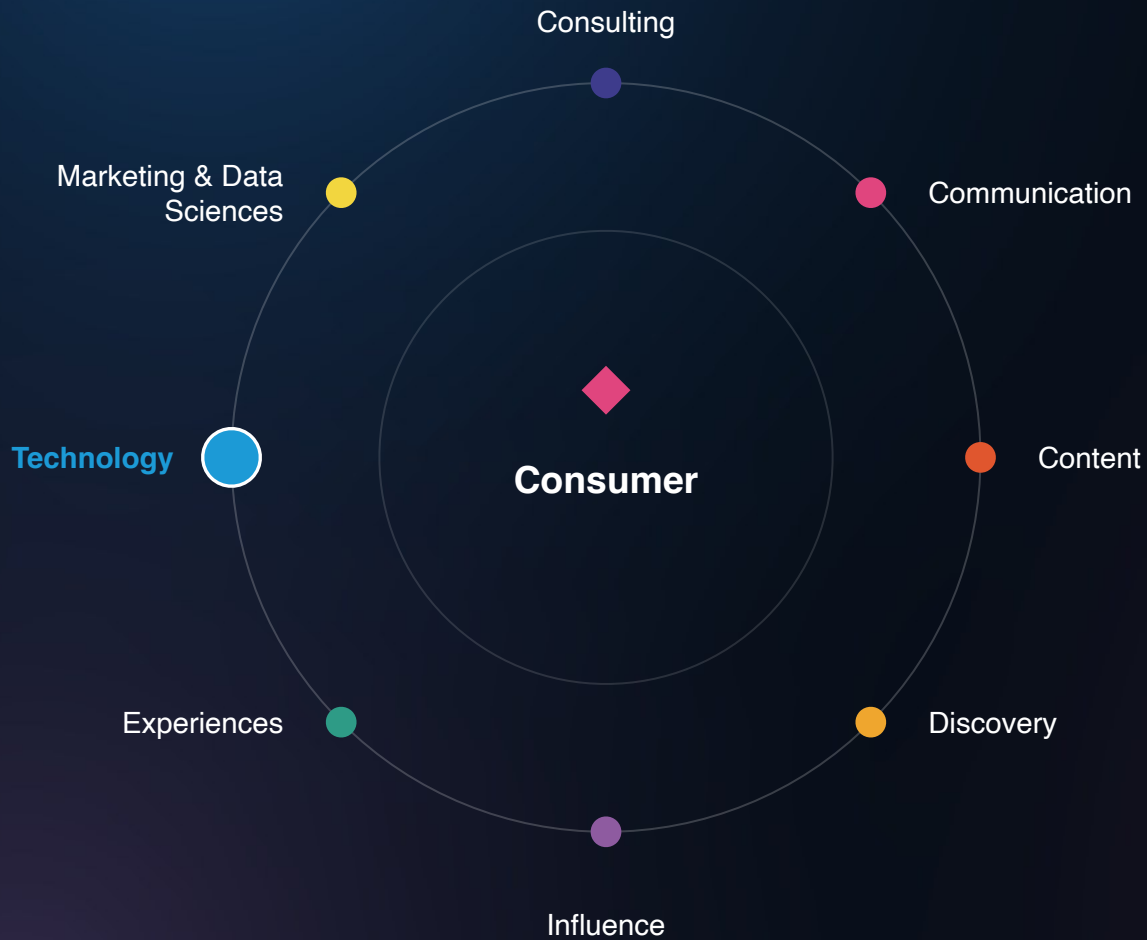 Consulting
Marketing & Data
Sciences
Communication
Technology
Consumer
Content
Experiences
Discovery
Influence